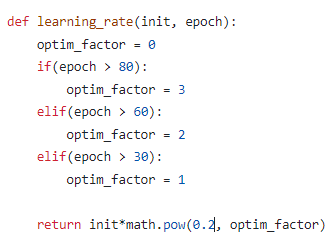 def learning_rate(init, epoch):
    optim_factor = 0
    if(epoch > 80):
        optim_factor = 3
    elif(epoch > 60):
        optim_factor = 2
    elif(epoch > 30):
        optim_factor = 1

    return init*math.pow(0.2, optim_factor)